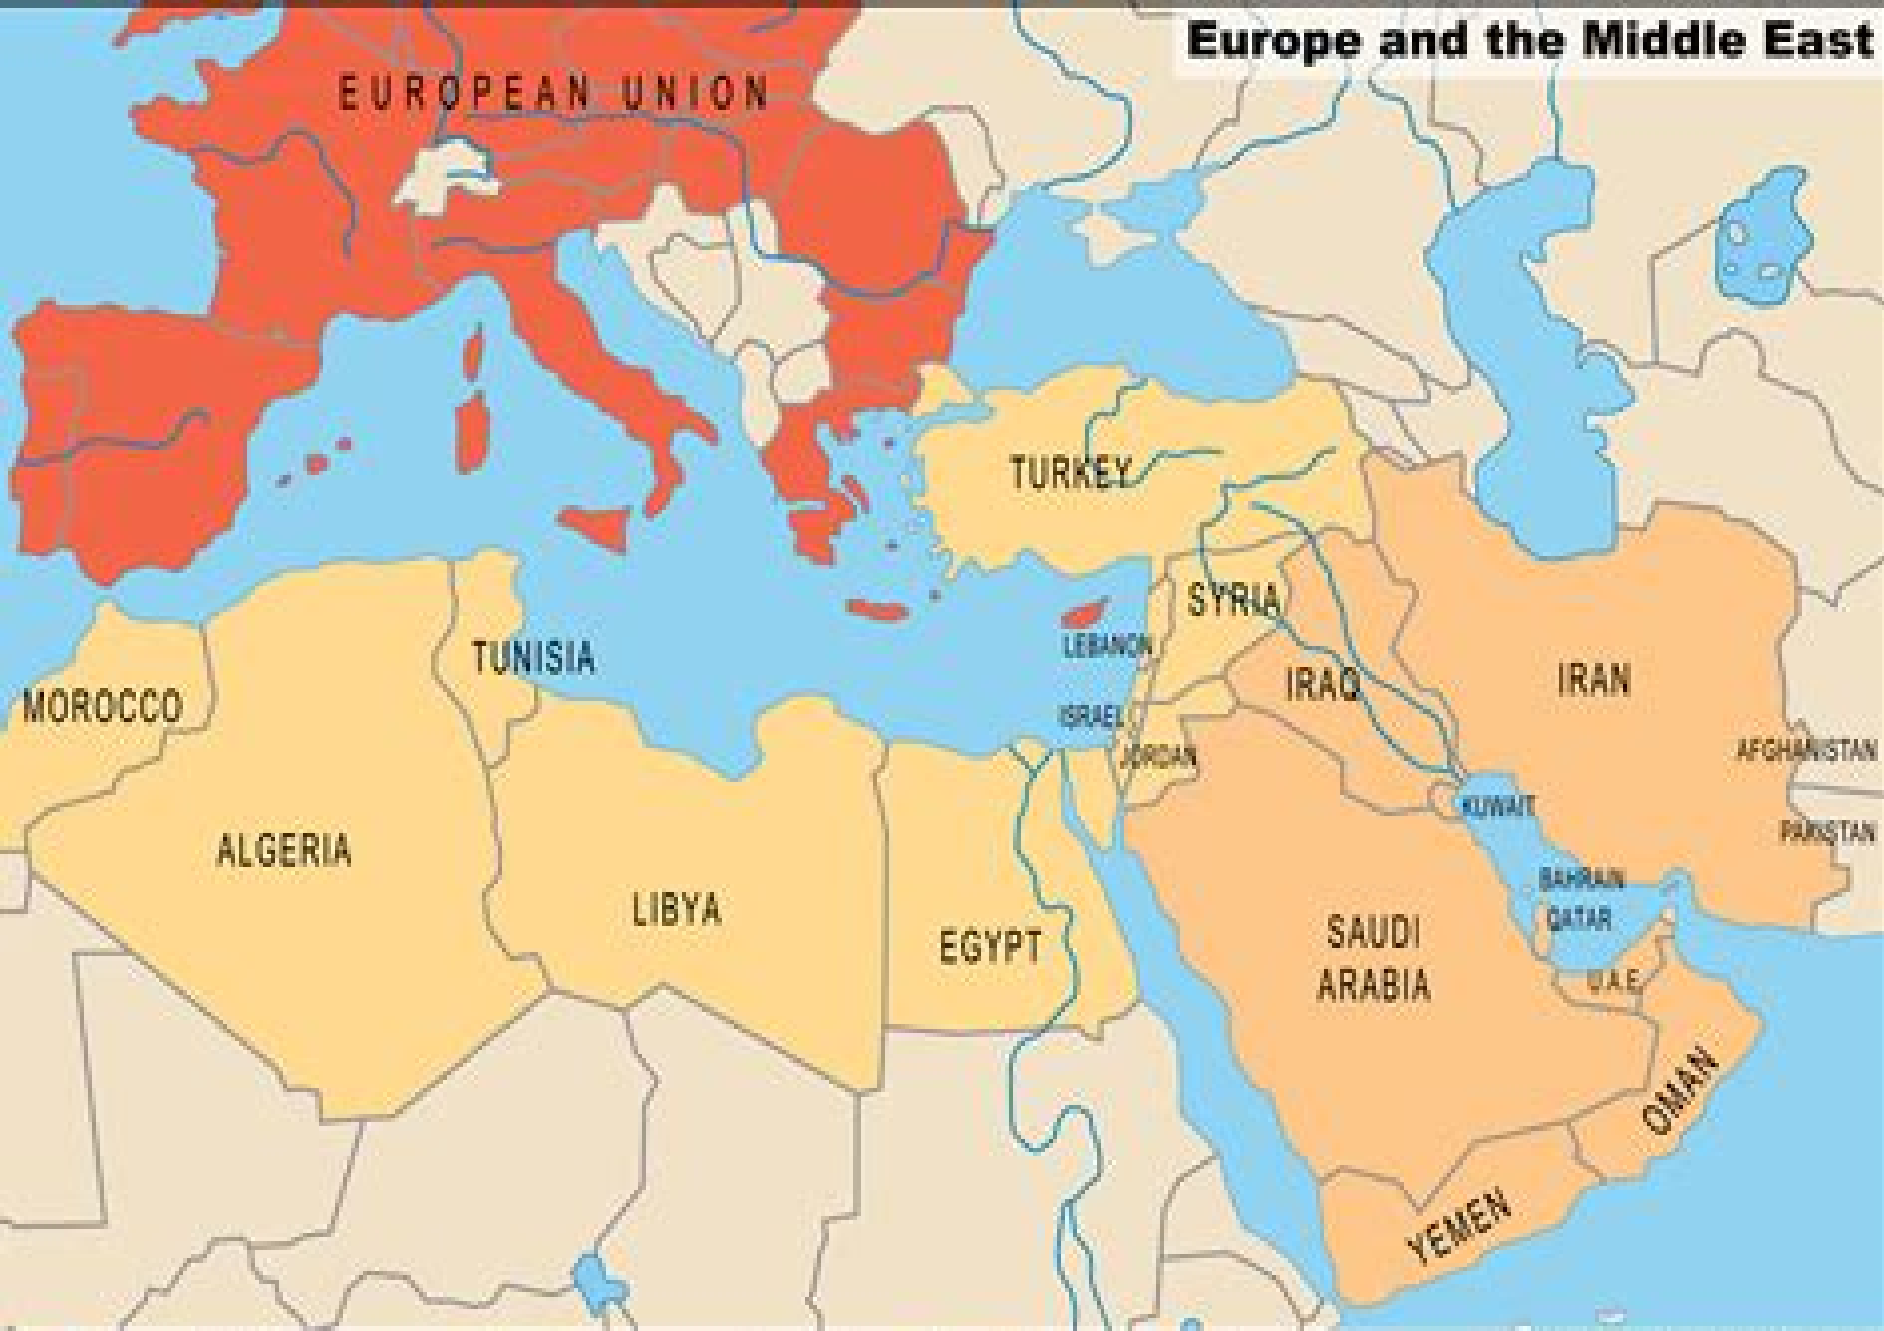 Europe and the Middle East
EUROPEAN UNION
TURKEY
SYRIA
LEBANON
TUNISIA
IRAQ
IRAN
MOROCCO
ISRAEL
JORDAN
AFGHANISTAN
KUWAIT
PAKISTAN
ALGERIA
BAHRAIN
LIBYA
QATAR
EGYPT
SAUDI
ARABIA
U.A.E.
OMAN
YEMEN